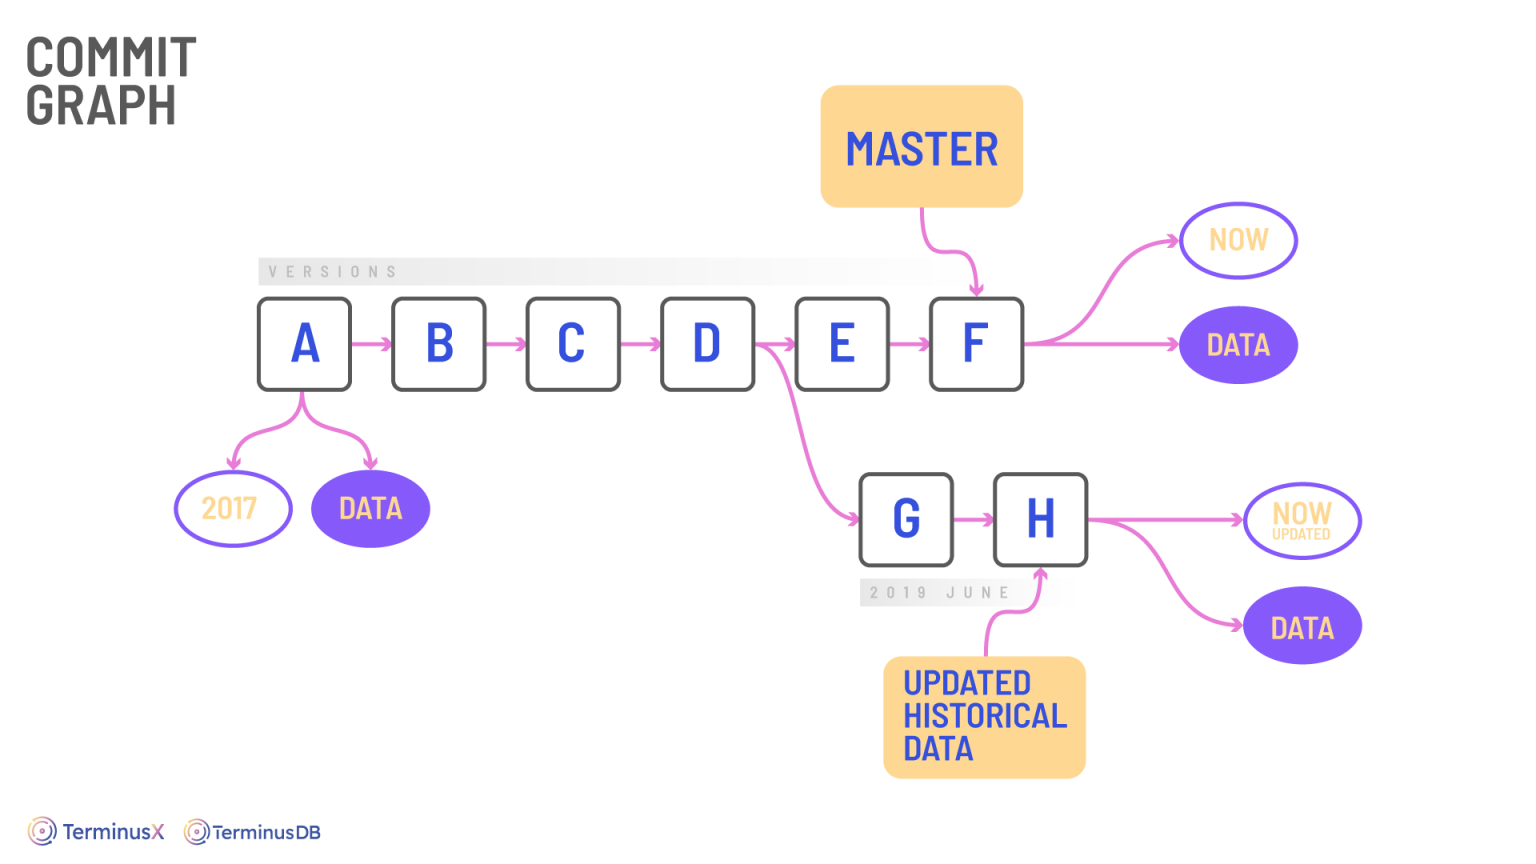 COMMIT
GRAPH
MASTER
NOW
VERSIONS
A
B
C
D
E
F
DATA
2017
DATA
G
H
NOW
UPDATED
2019 JUNE
DATA
UPDATED
HISTORICAL
DATA
TerminusX
TerminusDB